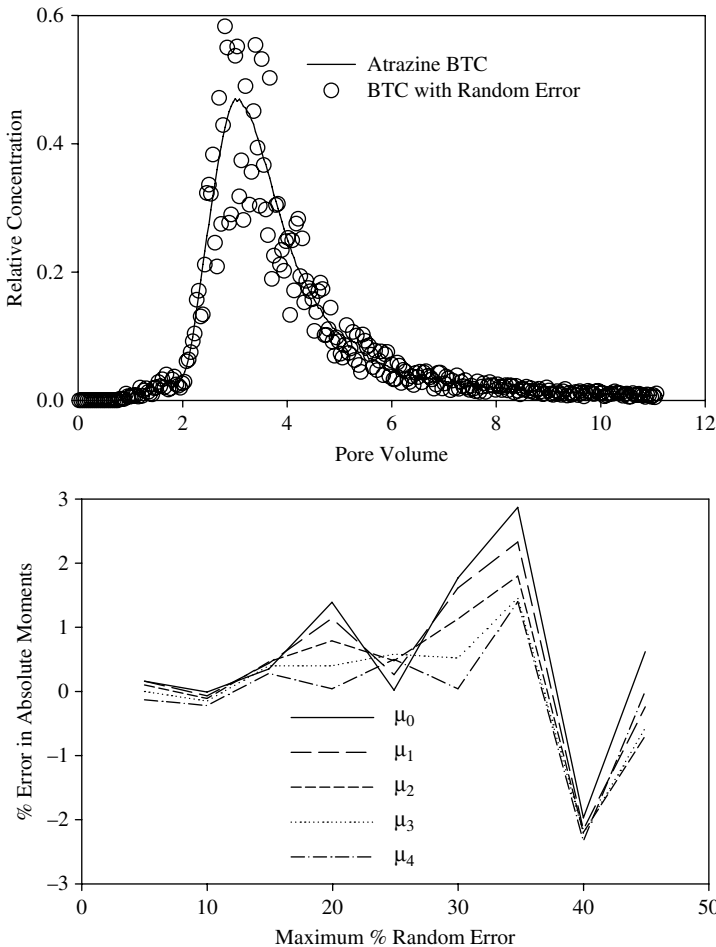 0.6
0.4
0.2
0.0
Relative Concentration
Atrazine BTC
BTC with Random Error
0 2 4 6 8 10 12
Pore Volume
3
2
1
0
−1
−2
−3
% Error in Absolute Moments
μ0
μ1
μ2
μ3
μ4
0 10 20 30 40 50
Maximum % Random Error